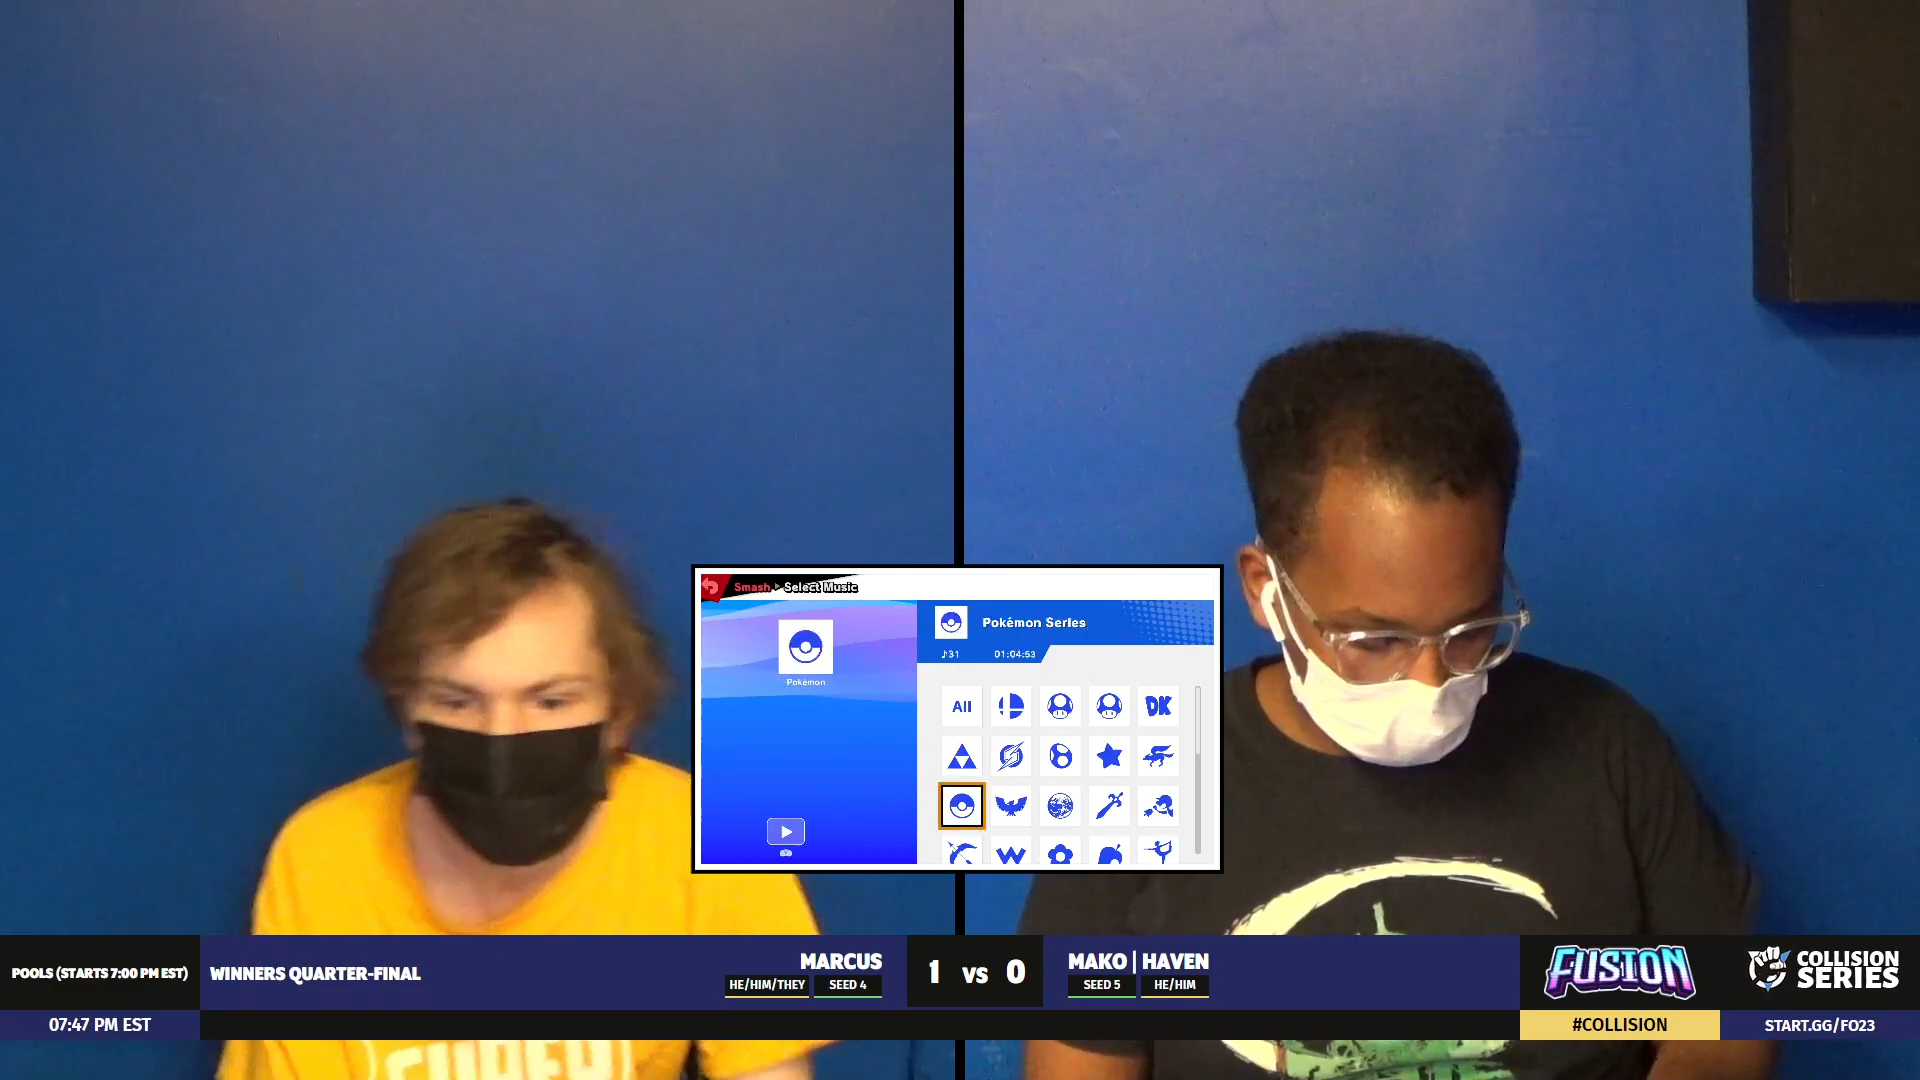 Smash ▸ Select Music
Pokémon
Pokémon Series
♪31 01:04:53
All
DK
POOLS (STARTS 7:00 PM EST)
WINNERS QUARTER-FINAL
MARCUS
HE/HIM/THEY SEED 4
1 vs 0
MAKO | HAVEN
SEED 5 HE/HIM
FUSION
COLLISION
SERIES
07:47 PM EST
#COLLISION
START.GG/FO23